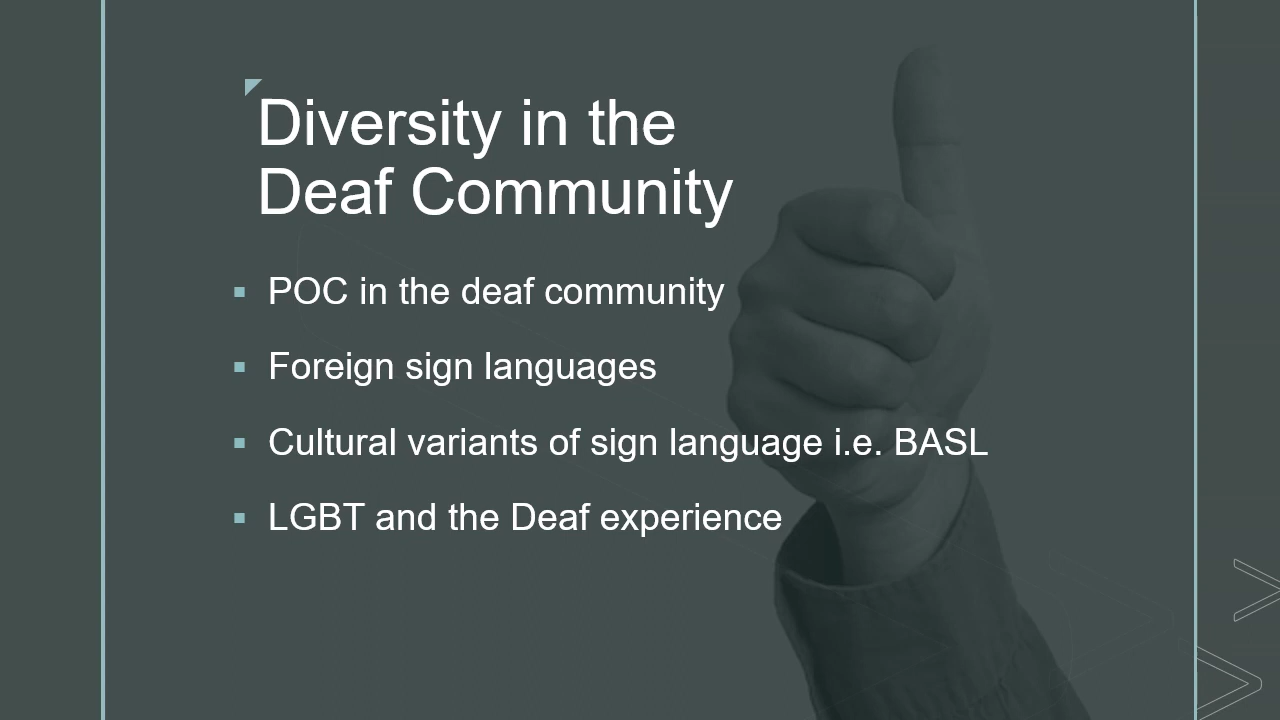 Diversity in the
Deaf Community
POC in the deaf community
Foreign sign languages
Cultural variants of sign language i.e. BASL
LGBT and the Deaf experience